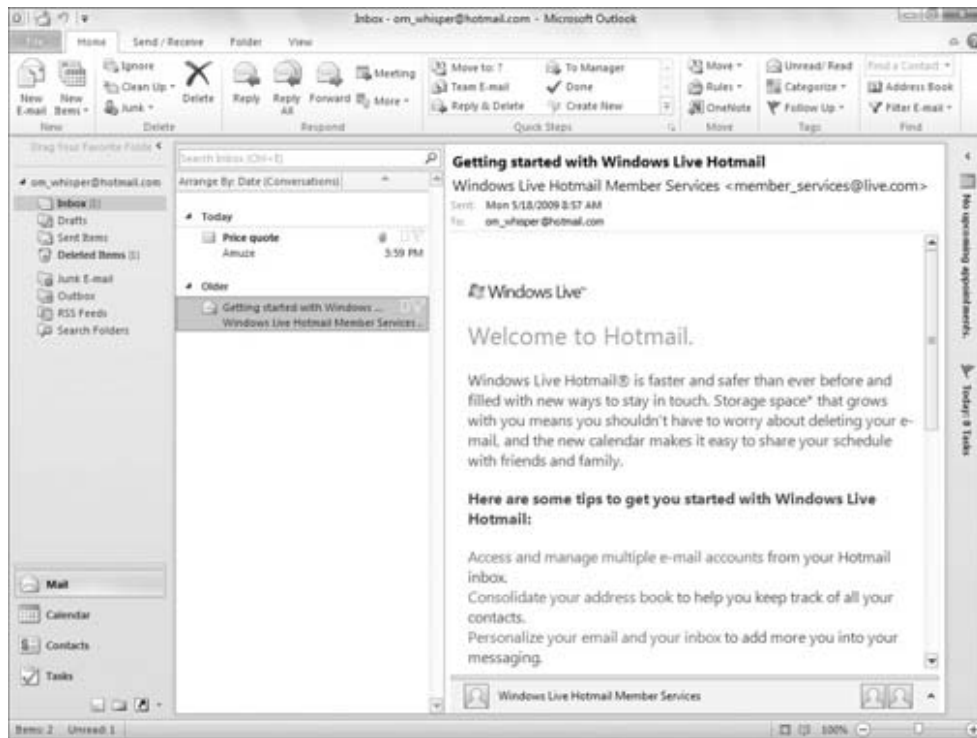 Inbox - om_whisper@hotmail.com - Microsoft Outlook
File Home Send / Receive Folder View
New E-mail
New Items
New
Ignore
Clean Up
Junk
Delete
Delete
Reply
Reply All
Forward
Meeting
More
Respond
Move to: ?
Team E-mail
Reply & Delete
To Manager
Done
Create New
Quick Steps
Move
Rules
OneNote
Move
Unread/ Read
Categorize
Follow Up
Tags
Find a Contact
Address Book
Filter E-mail
Find
Drag Your Favorite Folde
om_whisper@hotmail.com
Inbox (1)
Drafts
Sent Items
Deleted Items (1)
Junk E-mail
Outbox
RSS Feeds
Search Folders
Mail
Calendar
Contacts
Tasks
Search Inbox (Ctrl+E)
Arrange By: Date (Conversations)
Today
Price quote
Amuze 3:59 PM
Older
Getting started with Windows ...
Windows Live Hotmail Member Services
Getting started with Windows Live Hotmail
Windows Live Hotmail Member Services <member_services@live.com>
Sent: Mon 5/18/2009 8:57 AM
To: om_whisper@hotmail.com
Windows Live™
Welcome to Hotmail.
Windows Live Hotmail® is faster and safer than ever before and
filled with new ways to stay in touch. Storage space* that grows
with you means you shouldn't have to worry about deleting your e-
mail, and the new calendar makes it easy to share your schedule
with friends and family.
Here are some tips to get you started with Windows Live
Hotmail:
Access and manage multiple e-mail accounts from your Hotmail
inbox.
Consolidate your address book to help you keep track of all your
contacts.
Personalize your email and your inbox to add more you into your
messaging.
Windows Live Hotmail Member Services
No upcoming appointments.
Today: 0 Tasks
Items: 2 Unread: 1
100%